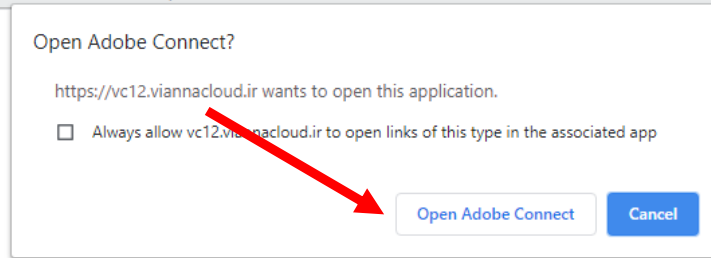 Open Adobe Connect?
https://vc12.viannacloud.ir wants to open this application.
Always allow vc12.viannacloud.ir to open links of this type in the associated app
Open Adobe Connect
Cancel